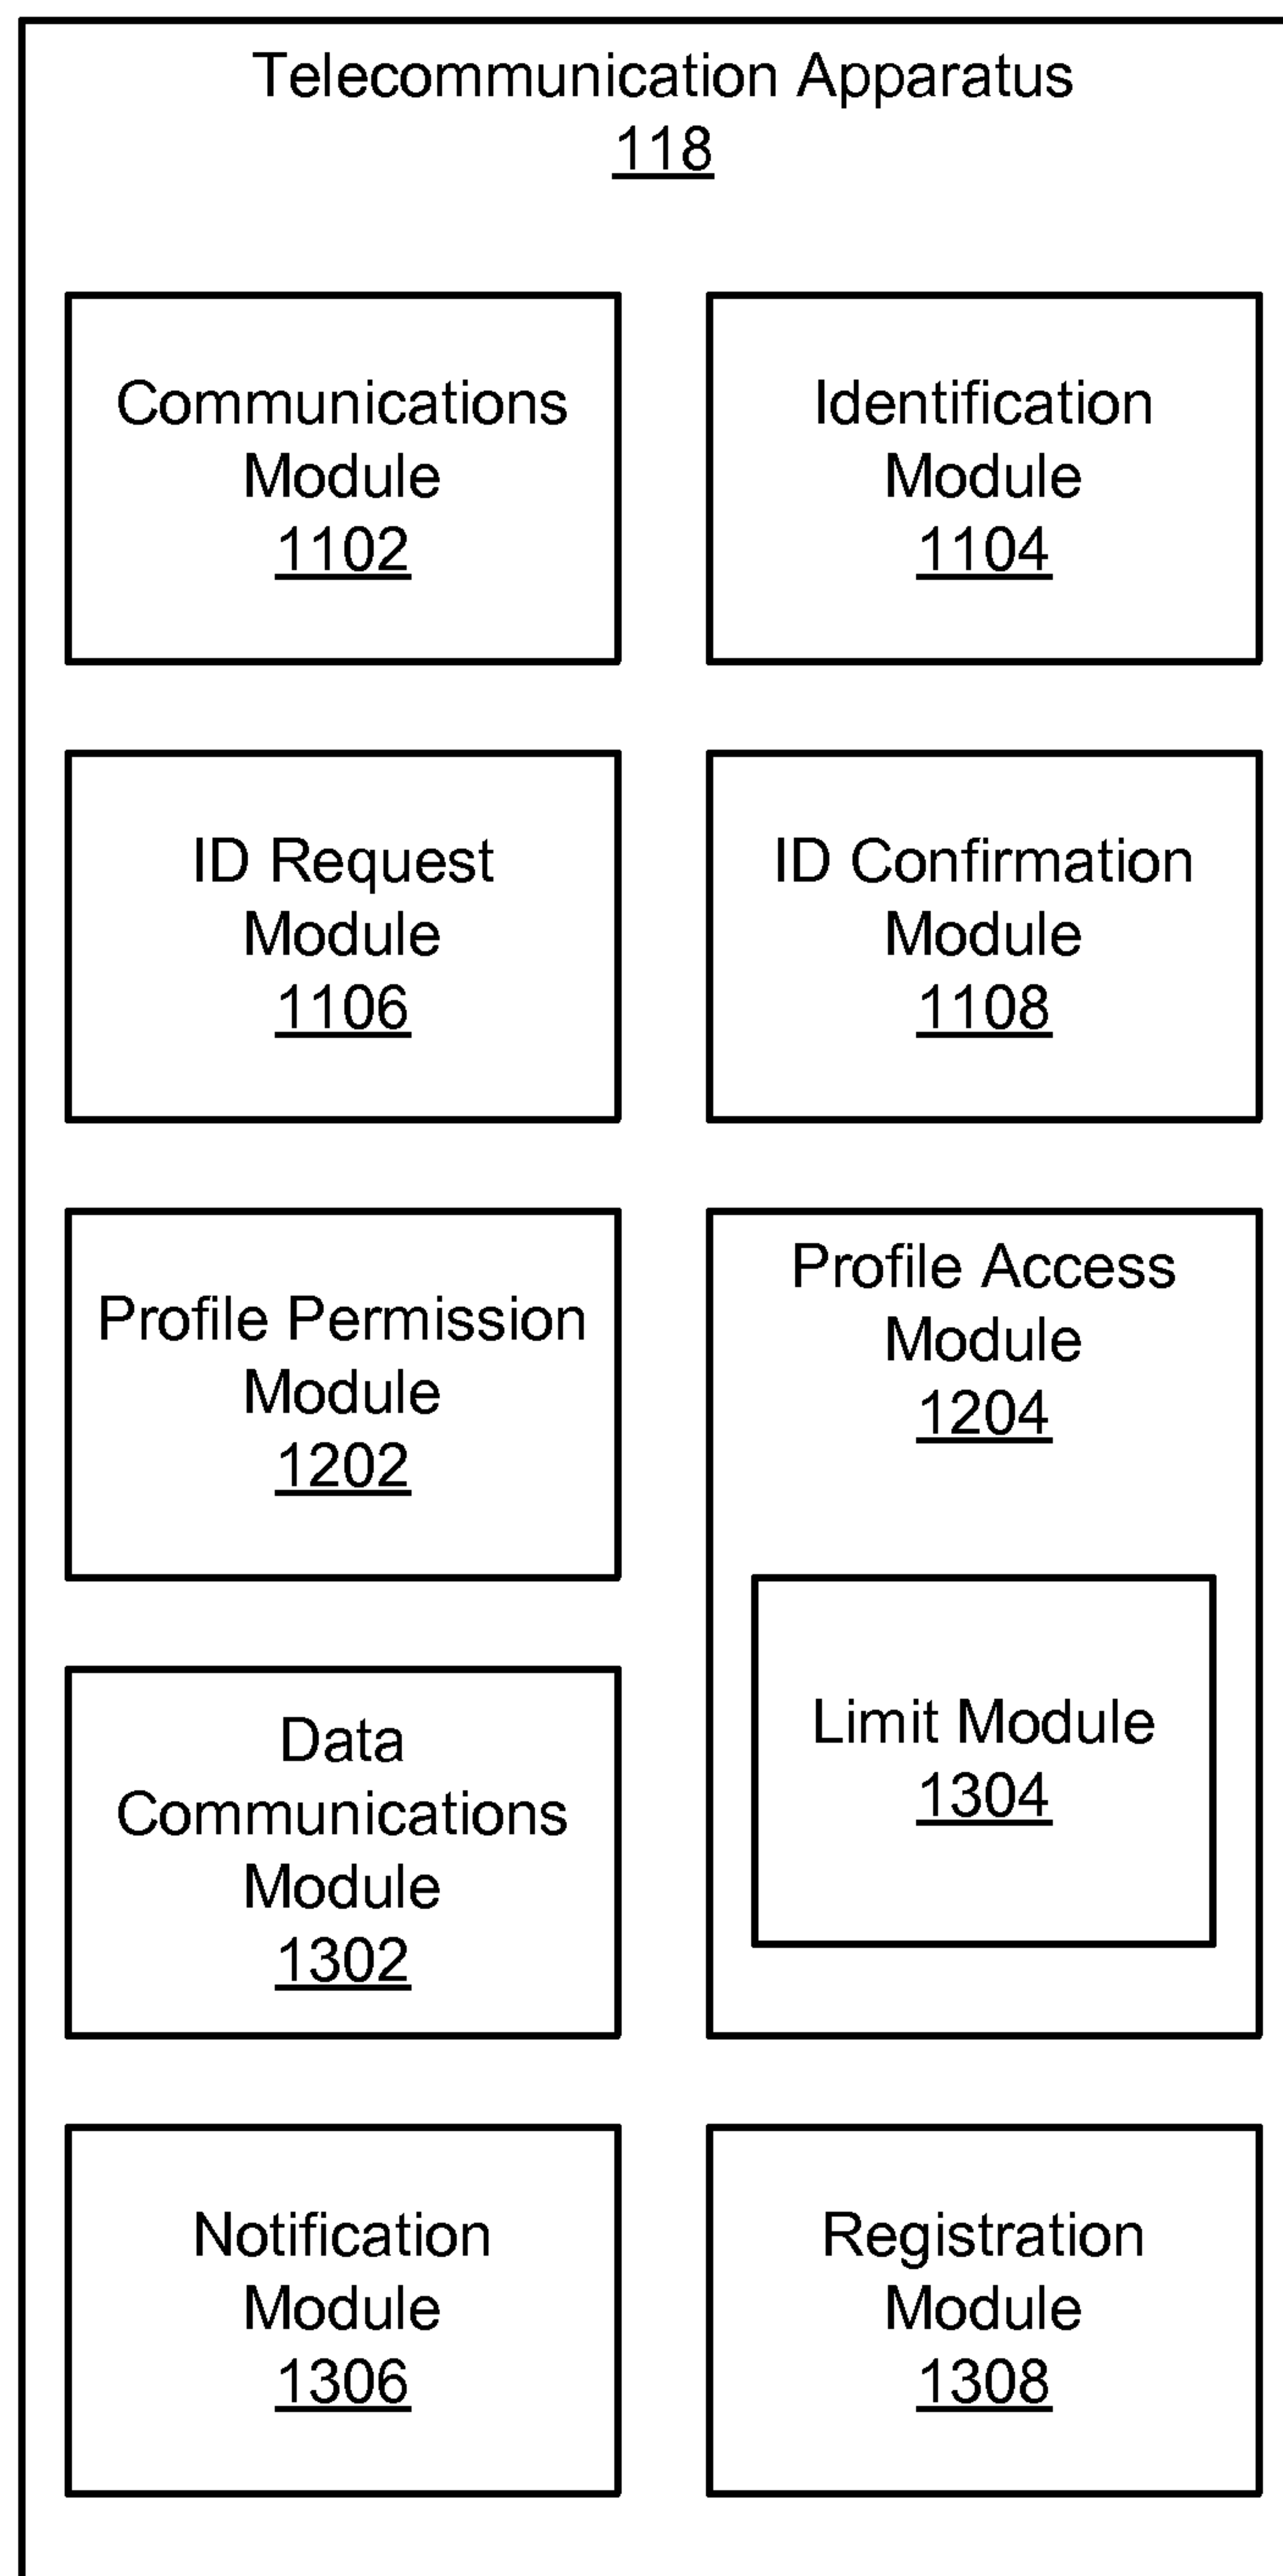 Telecommunication Apparatus
118
Communications
Module
1102
Identification
Module
1104
ID Request
Module
1106
ID Confirmation
Module
1108
Profile Permission
Module
1202
Profile Access
Module
1204
Limit Module
1304
Data
Communications
Module
1302
Notification
Module
1306
Registration
Module
1308